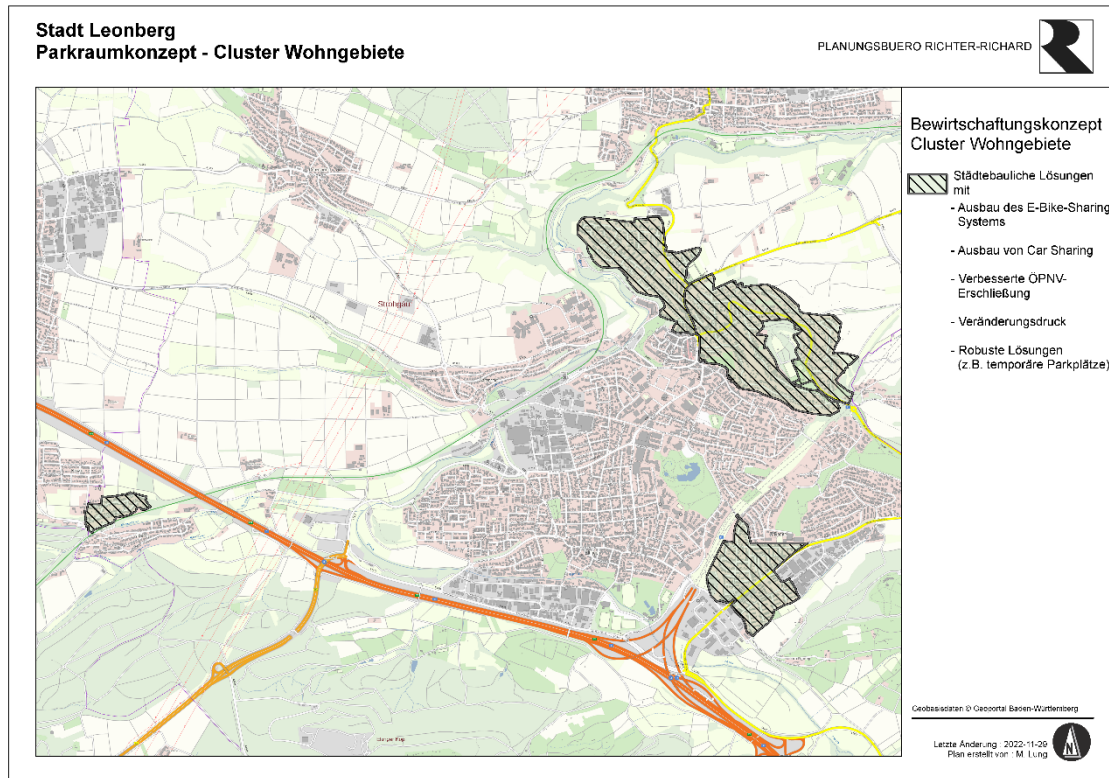 Stadt Leonberg
Parkraumkonzept - Cluster Wohngebiete
PLANUNGSBUERO RICHTER-RICHARD
Bewirtschaftungskonzept
Cluster Wohngebiete
Städtebauliche Lösungen
mit
- Ausbau des E-Bike-Sharing
Systems
- Ausbau von Car Sharing
- Verbesserte ÖPNV-
Erschließung
- Veränderungsdruck
- Robuste Lösungen
(z.B. temporäre Parkplätze)
Strohgäu
Geobasisdaten © Geoportal Baden-Württemberg
Letzte Änderung : 2022-11-29
Plan erstellt von : M. Lung
N